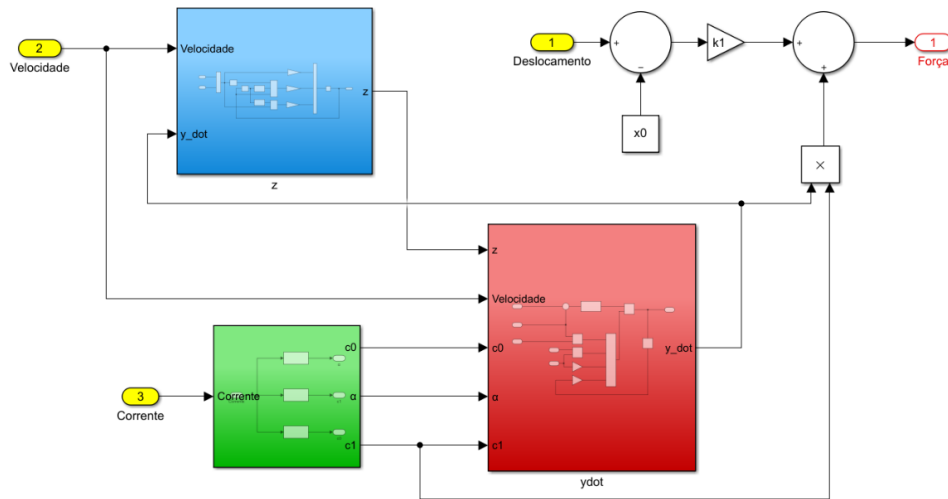 2
Velocidade
Velocidade
y_dot
z
z
1
Deslocamento
+
−
x0
k1
+
+
×
1
Força
3
Corrente
Corrente
c0
α
c1
z
Velocidade
c0
α
c1
y_dot
ydot